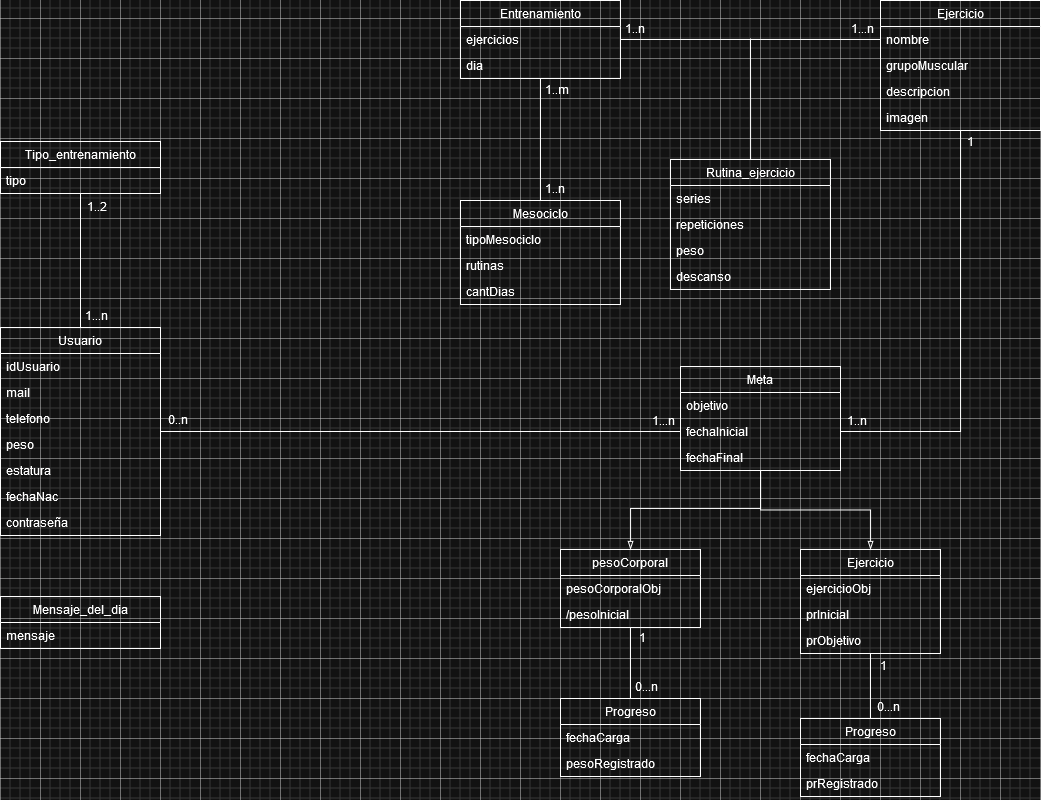 Entrenamiento
ejercicios
dia
1..n
1...n
Ejercicio
nombre
grupoMuscular
descripcion
imagen
1
1..m
1..n
Tipo_entrenamiento
tipo
1..2
Rutina_ejercicio
series
repeticiones
peso
descanso
Mesociclo
tipoMesociclo
rutinas
cantDias
1...n
Usuario
idUsuario
mail
telefono
peso
estatura
fechaNac
contraseña
0..n
1...n
Meta
objetivo
fechaInicial
fechaFinal
1..n
pesoCorporal
pesoCorporalObj
/pesoInicial
1
0...n
Ejercicio
ejercicioObj
prInicial
prObjetivo
1
0...n
Mensaje_del_dia
mensaje
Progreso
fechaCarga
pesoRegistrado
Progreso
fechaCarga
prRegistrado